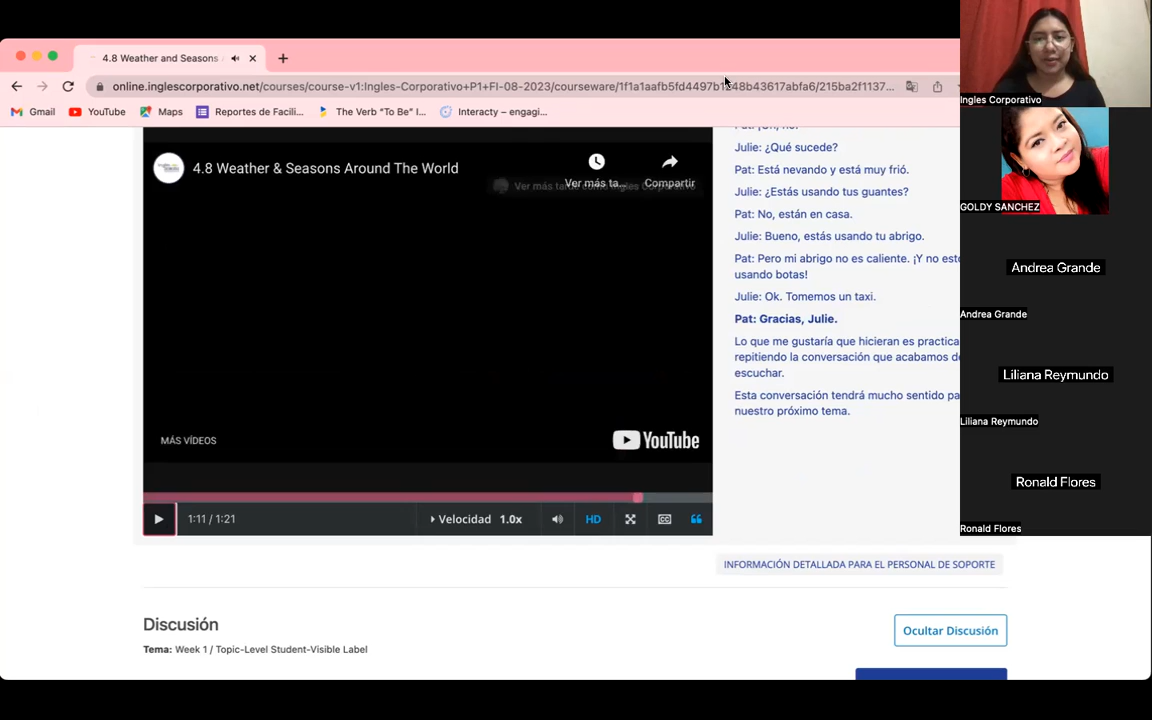 4.8 Weather and Seasons
online.inglescorporativo.net/courses/course-v1:Ingles-Corporativo+P1+FI-08-2023/courseware/1f1a1aafb5fd4497b1
48b43617abfa6/215ba2f1137...
Gmail
YouTube
Maps
Reportes de Facili...
The Verb “To Be” I...
Interacty – engagi...
4.8 Weather & Seasons Around The World
Ver más ta...
Compartir
Julie: ¿Qué sucede?
Pat: Está nevando y está muy frió.
Julie: ¿Estás usando tus guantes?
Pat: No, están en casa.
Julie: Bueno, estás usando tu abrigo.
Pat: Pero mi abrigo no es caliente. ¡Y no est
usando botas!
Julie: Ok. Tomemos un taxi.
Pat: Gracias, Julie.
Lo que me gustaría que hicieran es practica
repitiendo la conversación que acabamos d
escuchar.
Esta conversación tendrá mucho sentido pa
nuestro próximo tema.
MÁS VÍDEOS
YouTube
1:11 / 1:21
Velocidad 1.0x
HD
CC
INFORMACIÓN DETALLADA PARA EL PERSONAL DE SOPORTE
Discusión
Ocultar Discusión
Tema: Week 1 / Topic-Level Student-Visible Label
Ingles Corporativo
GOLDY SANCHEZ
Andrea Grande
Andrea Grande
Liliana Reymundo
Liliana Reymundo
Ronald Flores
Ronald Flores